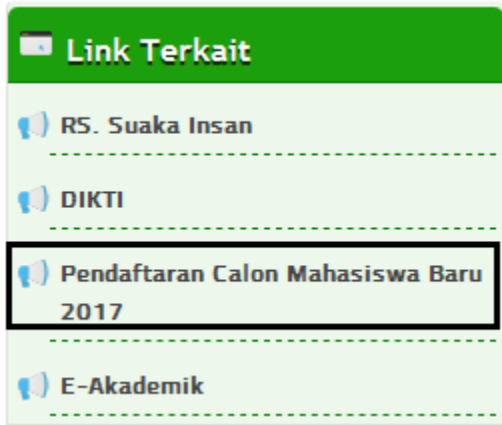 Link Terkait
RS. Suaka Insan
DIKTI
Pendaftaran Calon Mahasiswa Baru
2017
E-Akademik